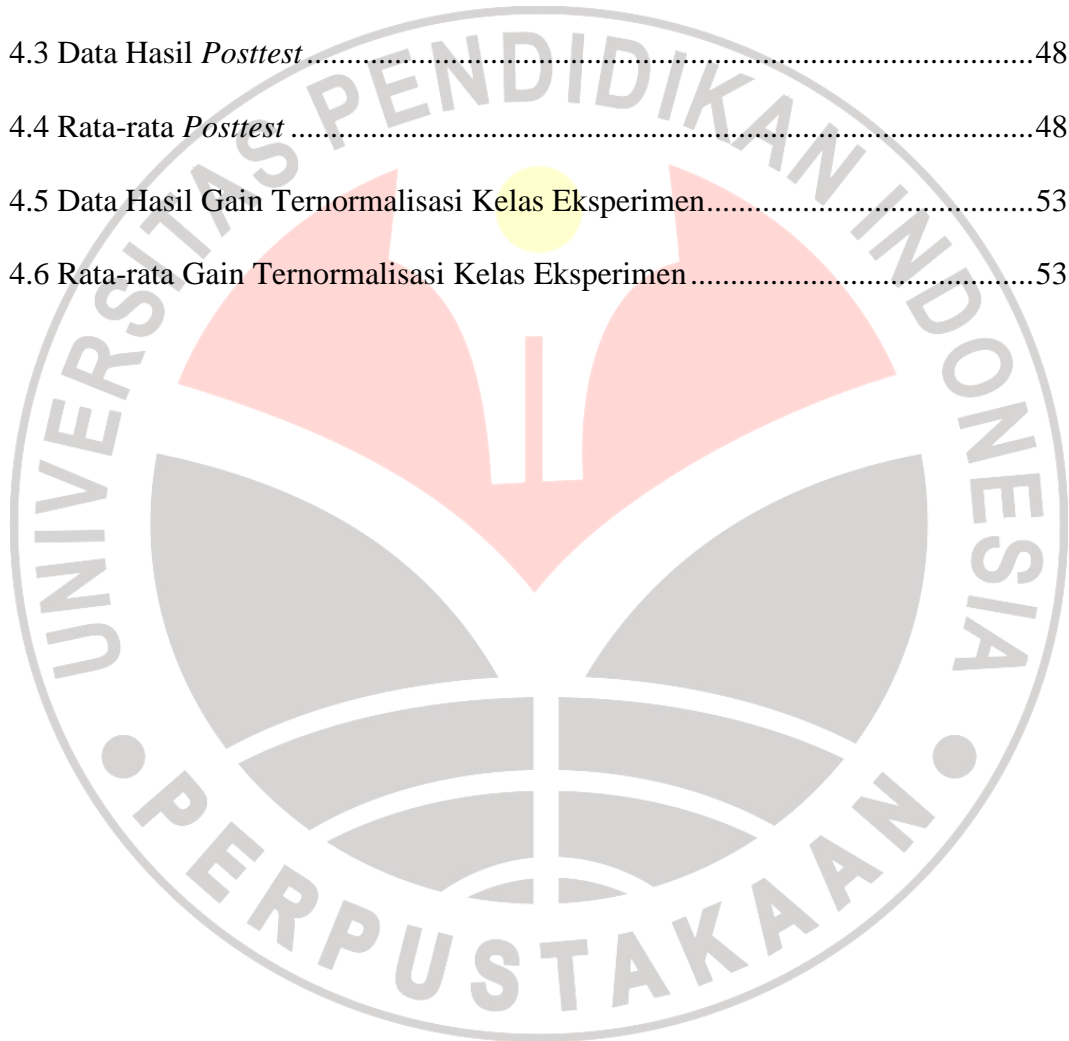 4.3 Data Hasil Posttest.....................................................................................48
4.4 Rata-rata Posttest .......................................................................................48
4.5 Data Hasil Gain Ternormalisasi Kelas Eksperimen.....................................53
4.6 Rata-rata Gain Ternormalisasi Kelas Eksperimen.......................................53
UNIVERSITAS PENDIDIKAN INDONESIA
PERPUSTAKAAN